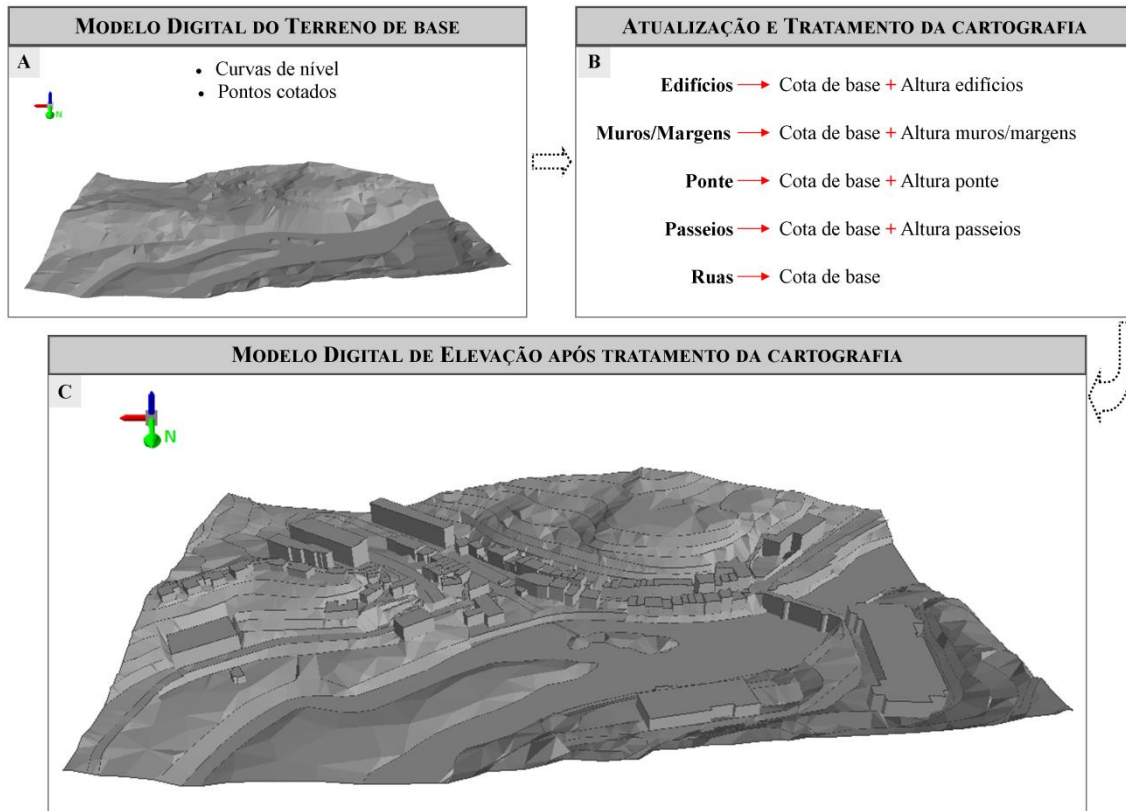 MODELO DIGITAL DO TERRENO DE BASE
A
• Curvas de nível
• Pontos cotados
N
ATUALIZAÇÃO E TRATAMENTO DA CARTOGRAFIA
B
Edifícios → Cota de base + Altura edifícios
Muros/Margens → Cota de base + Altura muros/margens
Ponte → Cota de base + Altura ponte
Passeios → Cota de base + Altura passeios
Ruas → Cota de base
MODELO DIGITAL DE ELEVAÇÃO APÓS TRATAMENTO DA CARTOGRAFIA
C
N